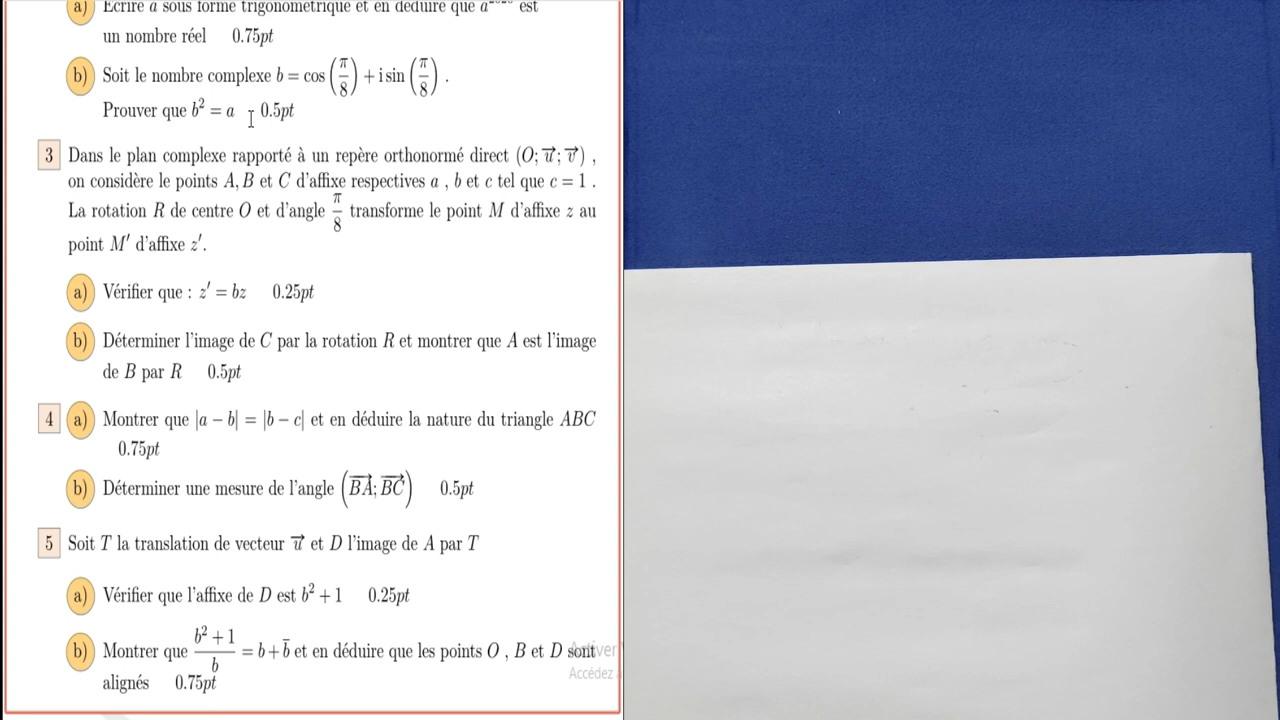 a) Écrire a sous forme trigonométrique et en déduire que a²⁰²⁰ est
un nombre réel 0.75pt
b) Soit le nombre complexe b = cos(π/8) + i sin(π/8) .
Prouver que b² = a 0.5pt
3 Dans le plan complexe rapporté à un repère orthonormé direct (O; u⃗; v⃗) ,
on considère le points A, B et C d'affixe respectives a , b et c tel que c = 1 .
La rotation R de centre O et d'angle π/8 transforme le point M d'affixe z au
point M′ d'affixe z′.
a) Vérifier que : z′ = bz 0.25pt
b) Déterminer l'image de C par la rotation R et montrer que A est l'image
de B par R 0.5pt
4 a) Montrer que |a − b| = |b − c| et en déduire la nature du triangle ABC
0.75pt
b) Déterminer une mesure de l'angle (BA⃗; BC⃗) 0.5pt
5 Soit T la translation de vecteur u⃗ et D l'image de A par T
a) Vérifier que l'affixe de D est b² + 1 0.25pt
b) Montrer que (b² + 1)/b = b + b̄ et en déduire que les points O , B et D sont
alignés 0.75pt
Activer
Accédez